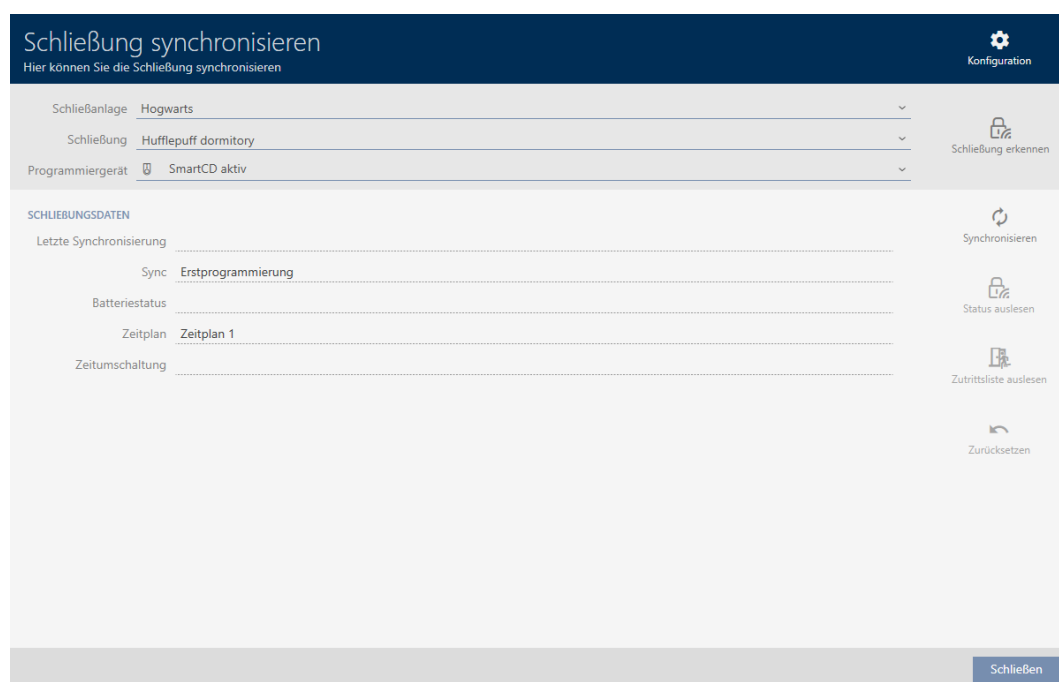 Schließung synchronisieren
Hier können Sie die Schließung synchronisieren
Konfiguration
Schließanlage Hogwarts
Schließung Hufflepuff dormitory
Programmiergerät SmartCD aktiv
Schließung erkennen
SCHLIEßUNGSDATEN
Letzte Synchronisierung
Sync Erstprogrammierung
Batteriestatus
Zeitplan Zeitplan 1
Zeitumschaltung
Synchronisieren
Status auslesen
Zutrittsliste auslesen
Zurücksetzen
Schließen